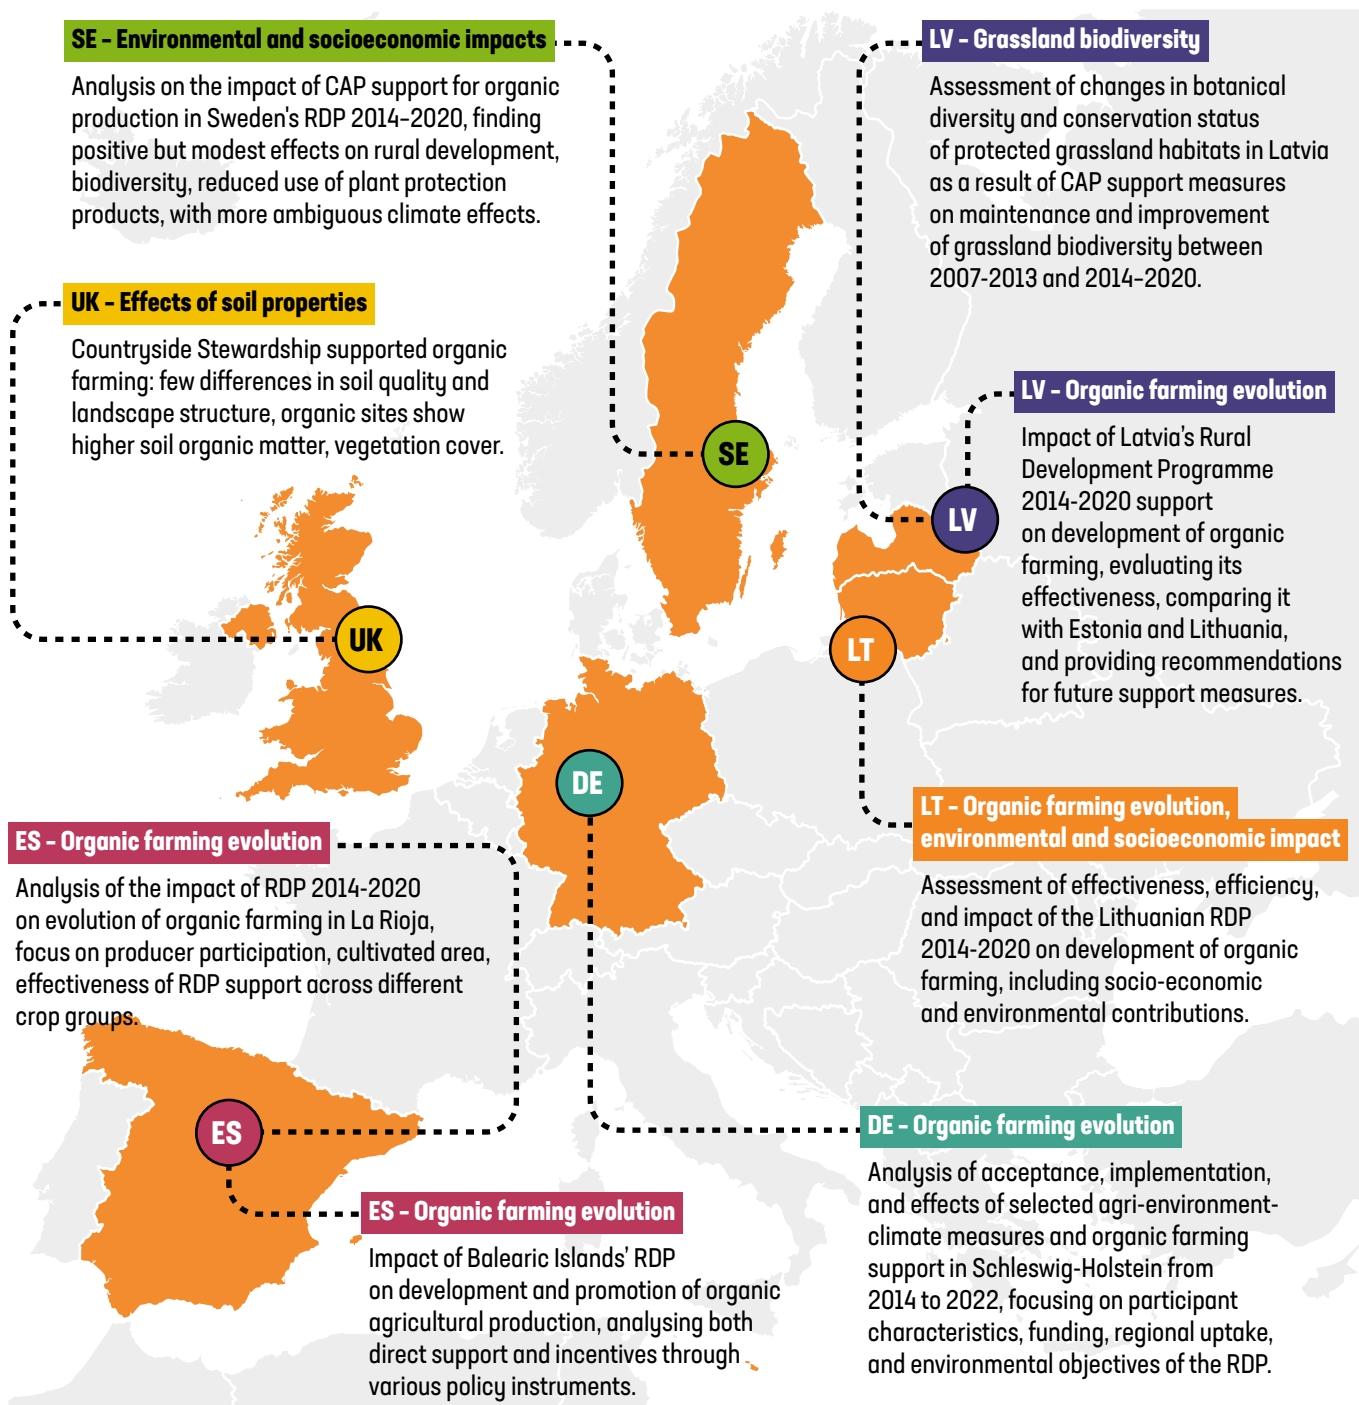 SE – Environmental and socioeconomic impacts
Analysis on the impact of CAP support for organic
production in Sweden's RDP 2014–2020, finding
positive but modest effects on rural development,
biodiversity, reduced use of plant protection
products, with more ambiguous climate effects.
LV – Grassland biodiversity
Assessment of changes in botanical
diversity and conservation status
of protected grassland habitats in Latvia
as a result of CAP support measures
on maintenance and improvement
of grassland biodiversity between
2007-2013 and 2014–2020.
UK – Effects of soil properties
Countryside Stewardship supported organic
farming: few differences in soil quality and
landscape structure, organic sites show
higher soil organic matter, vegetation cover.
LV – Organic farming evolution
Impact of Latvia's Rural
Development Programme
2014-2020 support
on development of organic
farming, evaluating its
effectiveness, comparing it
with Estonia and Lithuania,
and providing recommendations
for future support measures.
SE
LV
UK
LT
DE
LT – Organic farming evolution,
environmental and socioeconomic impact
Assessment of effectiveness, efficiency,
and impact of the Lithuanian RDP
2014-2020 on development of organic
farming, including socio-economic
and environmental contributions.
ES – Organic farming evolution
Analysis of the impact of RDP 2014-2020
on evolution of organic farming in La Rioja,
focus on producer participation, cultivated area,
effectiveness of RDP support across different
crop groups.
ES
DE – Organic farming evolution
Analysis of acceptance, implementation,
and effects of selected agri-environment-
climate measures and organic farming
support in Schleswig-Holstein from
2014 to 2022, focusing on participant
characteristics, funding, regional uptake,
and environmental objectives of the RDP.
ES – Organic farming evolution
Impact of Balearic Islands' RDP
on development and promotion of organic
agricultural production, analysing both
direct support and incentives through
various policy instruments.